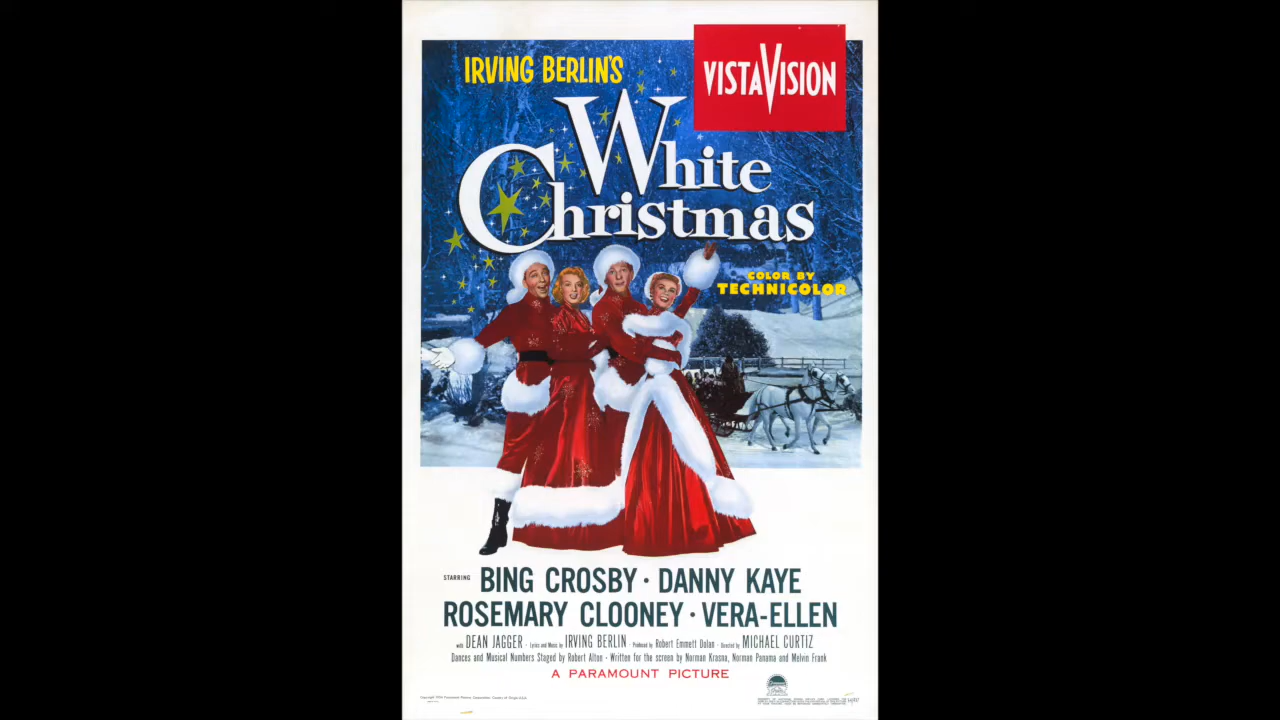 IRVING BERLIN'S
VISTAVISION
White
Christmas
COLOR BY
TECHNICOLOR
STARRING BING CROSBY · DANNY KAYE
ROSEMARY CLOONEY · VERA-ELLEN
with DEAN JAGGER · Lyrics and Music by IRVING BERLIN · Produced by Robert Emmett Dolan · Directed by MICHAEL CURTIZ
Dances and Musical Numbers Staged by Robert Alton · Written for the screen by Norman Krasna, Norman Panama and Melvin Frank
A PARAMOUNT PICTURE